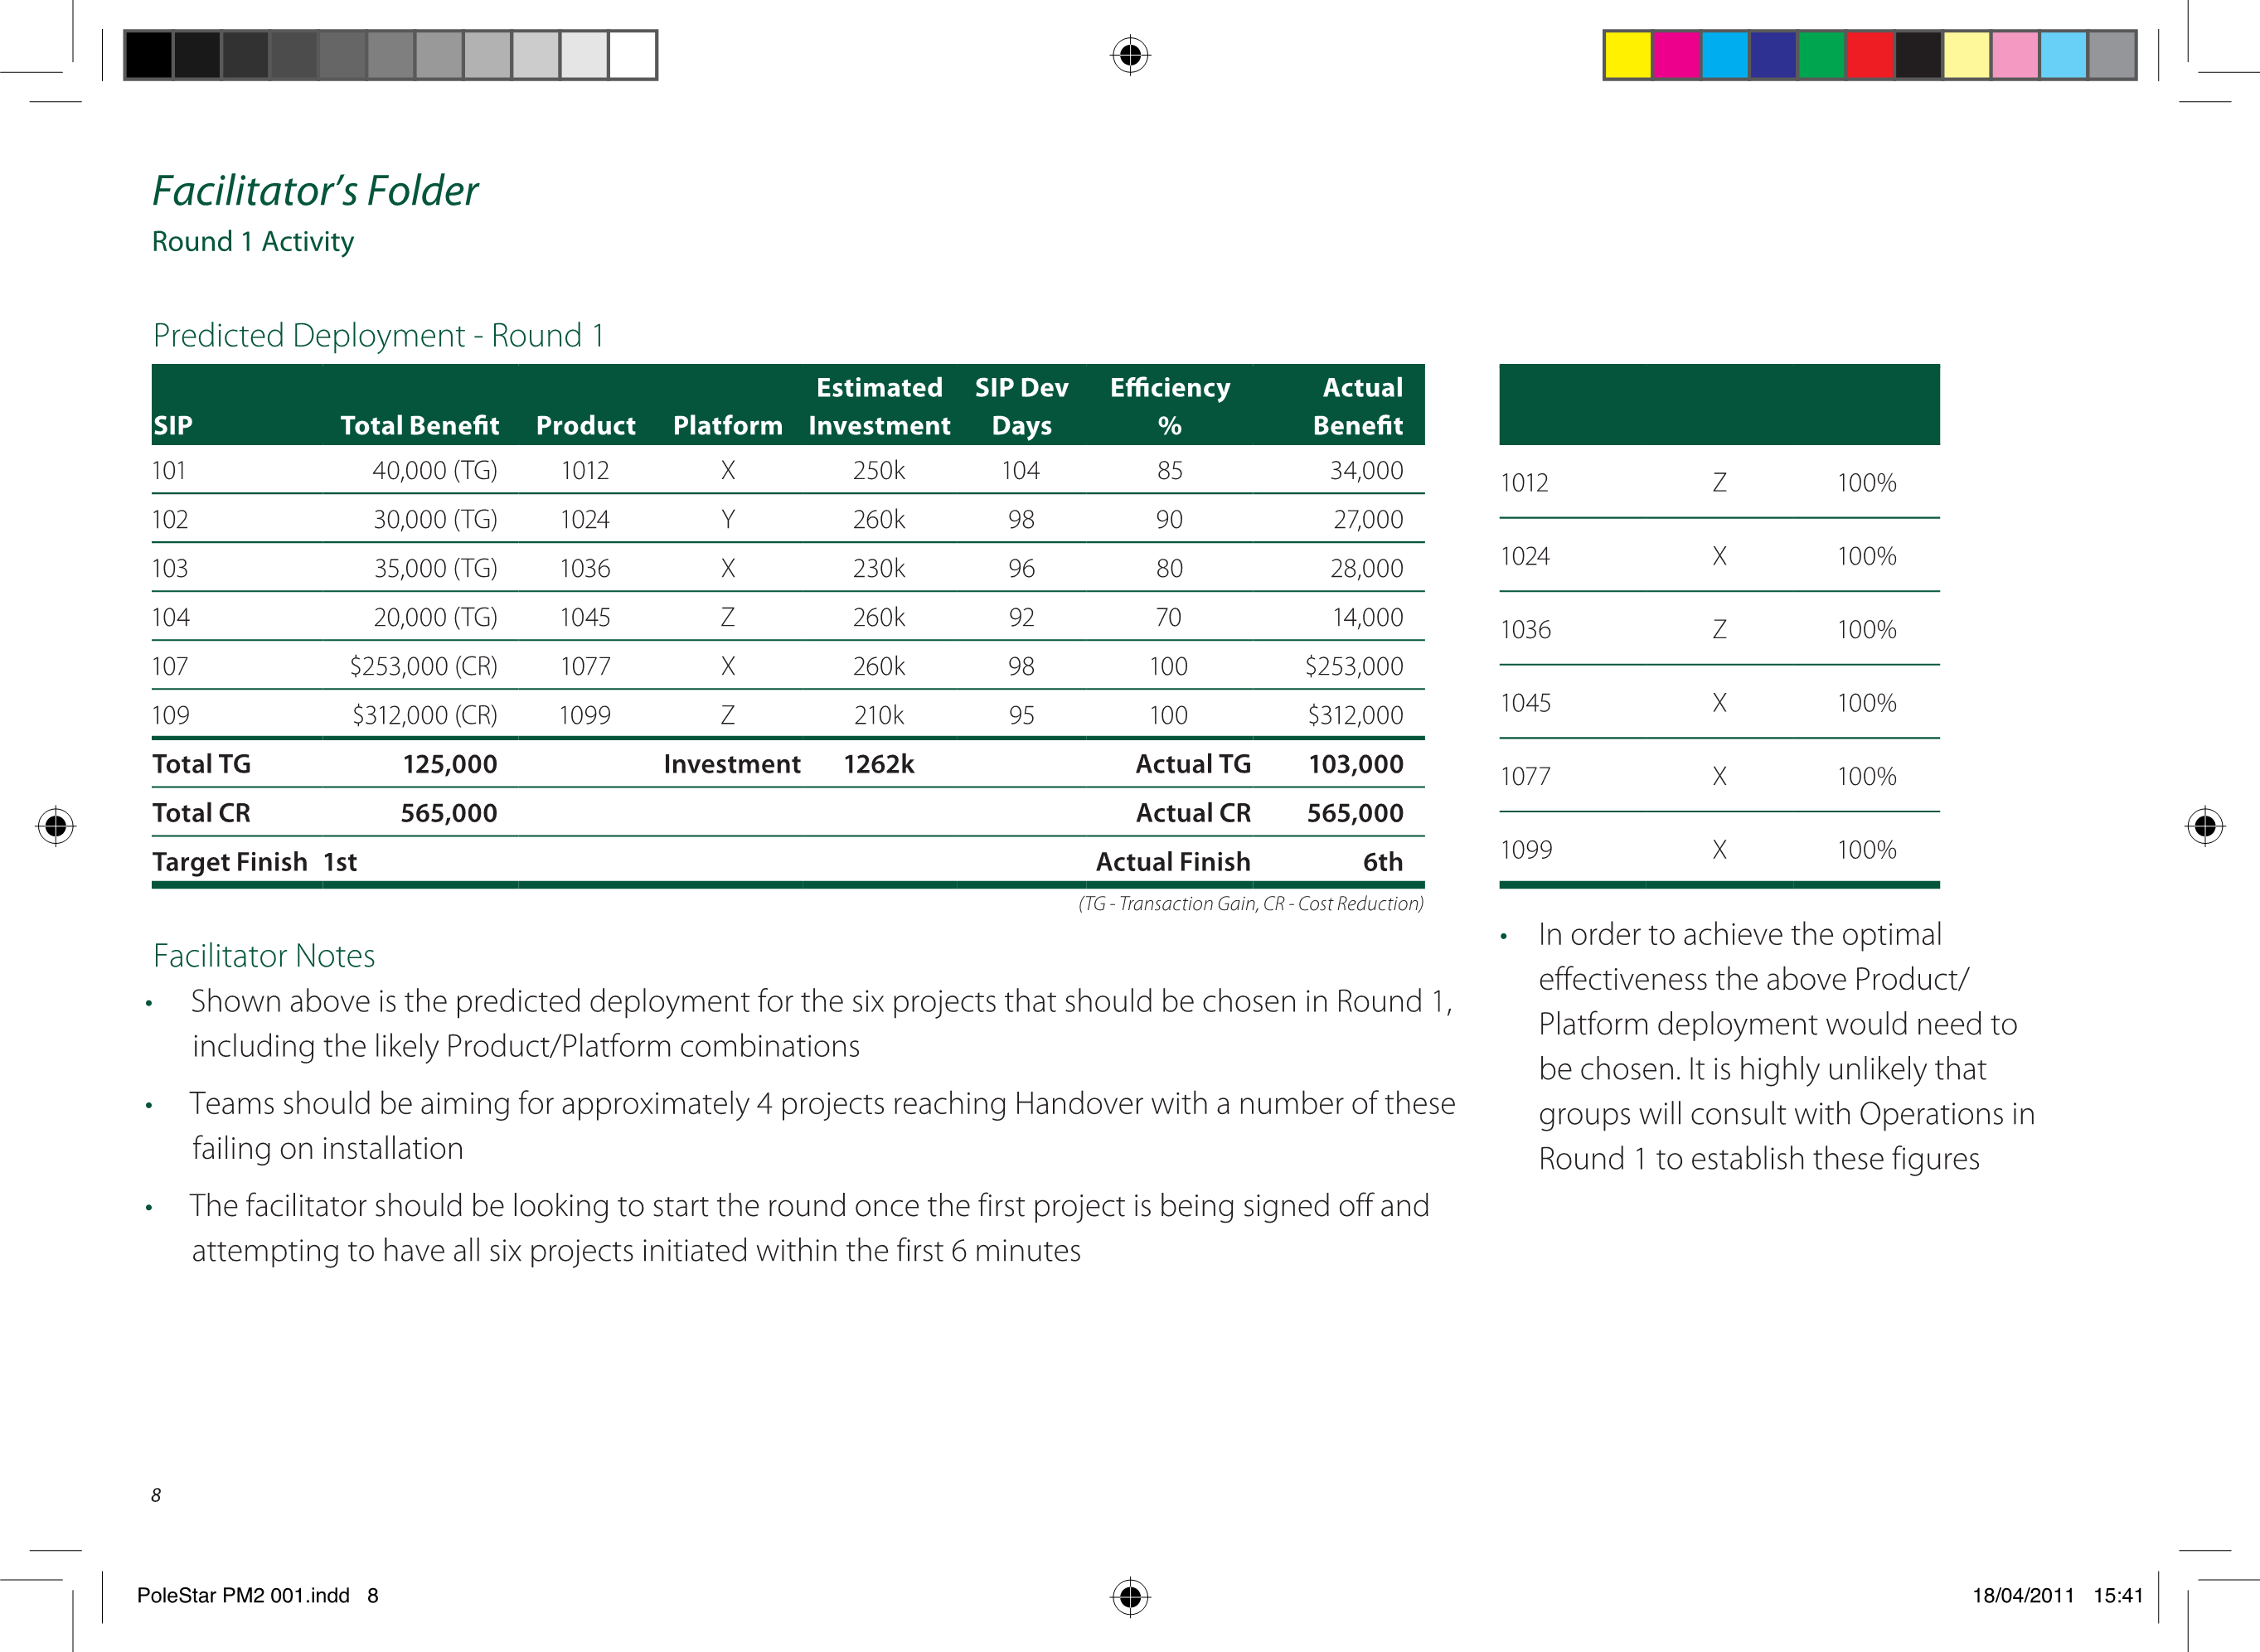 Facilitator’s Folder
Round 1 Activity
Predicted Deployment - Round 1
SIP Total Benefit Product Platform Estimated Investment SIP Dev Days Efficiency % Actual Benefit
101 40,000 (TG) 1012 X 250k 104 85 34,000
102 30,000 (TG) 1024 Y 260k 98 90 27,000
103 35,000 (TG) 1036 X 230k 96 80 28,000
104 20,000 (TG) 1045 Z 260k 92 70 14,000
107 $253,000 (CR) 1077 X 260k 98 100 $253,000
109 $312,000 (CR) 1099 Z 210k 95 100 $312,000
Total TG 125,000 Investment 1262k Actual TG 103,000
Total CR 565,000 Actual CR 565,000
Target Finish 1st Actual Finish 6th
(TG - Transaction Gain, CR - Cost Reduction)
1012 Z 100%
1024 X 100%
1036 Z 100%
1045 X 100%
1077 X 100%
1099 X 100%
Facilitator Notes
• Shown above is the predicted deployment for the six projects that should be chosen in Round 1,
including the likely Product/Platform combinations
• Teams should be aiming for approximately 4 projects reaching Handover with a number of these
failing on installation
• The facilitator should be looking to start the round once the first project is being signed off and
attempting to have all six projects initiated within the first 6 minutes
• In order to achieve the optimal
effectiveness the above Product/
Platform deployment would need to
be chosen. It is highly unlikely that
groups will consult with Operations in
Round 1 to establish these figures
8
PoleStar PM2 001.indd 8
18/04/2011 15:41